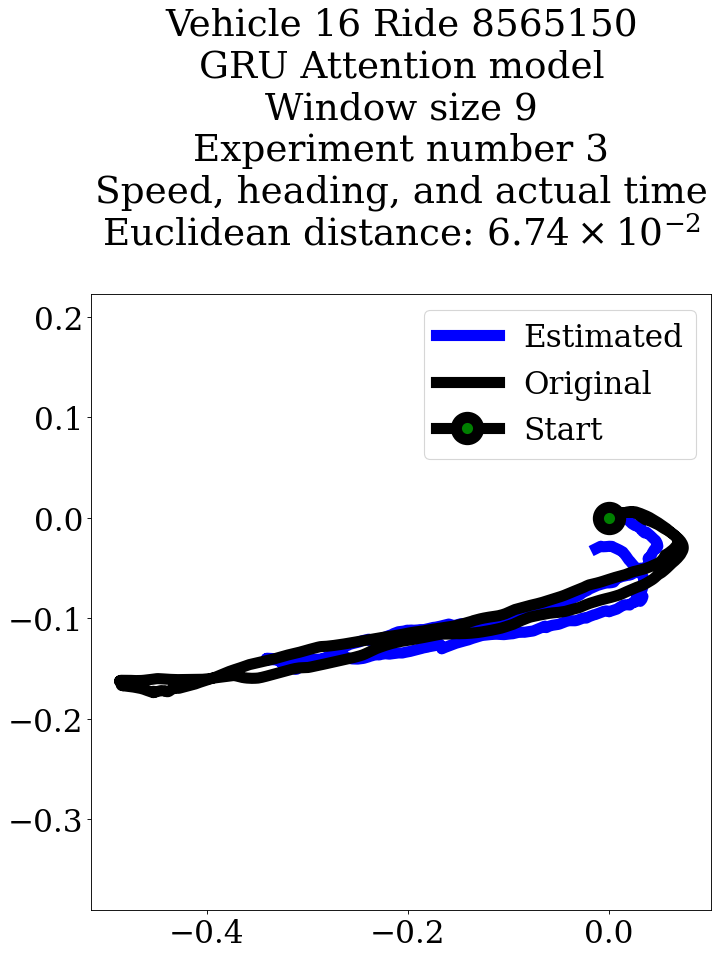 Vehicle 16 Ride 8565150
GRU Attention model
Window size 9
Experiment number 3
Speed, heading, and actual time
Euclidean distance: 6.74 × 10⁻²
Estimated
Original
Start
0.2
0.1
0.0
−0.1
−0.2
−0.3
−0.4
−0.2
0.0